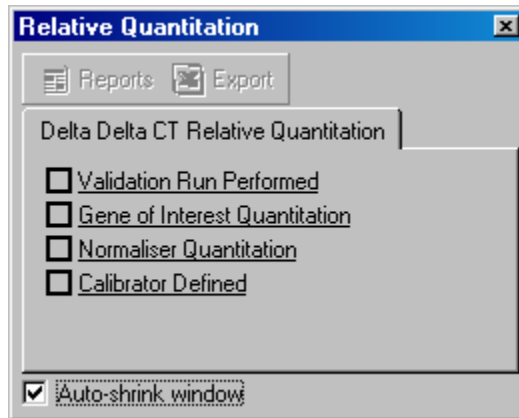 Relative Quantitation
Reports Export
Delta Delta CT Relative Quantitation
Validation Run Performed
Gene of Interest Quantitation
Normaliser Quantitation
Calibrator Defined
Auto-shrink window